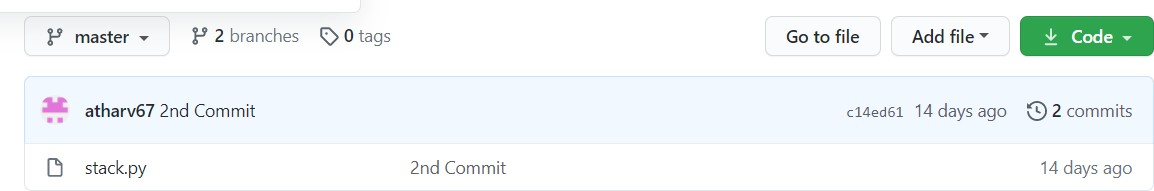 master 2 branches 0 tags Go to file Add file Code
atharv67 2nd Commit c14ed61 14 days ago 2 commits
stack.py 2nd Commit 14 days ago